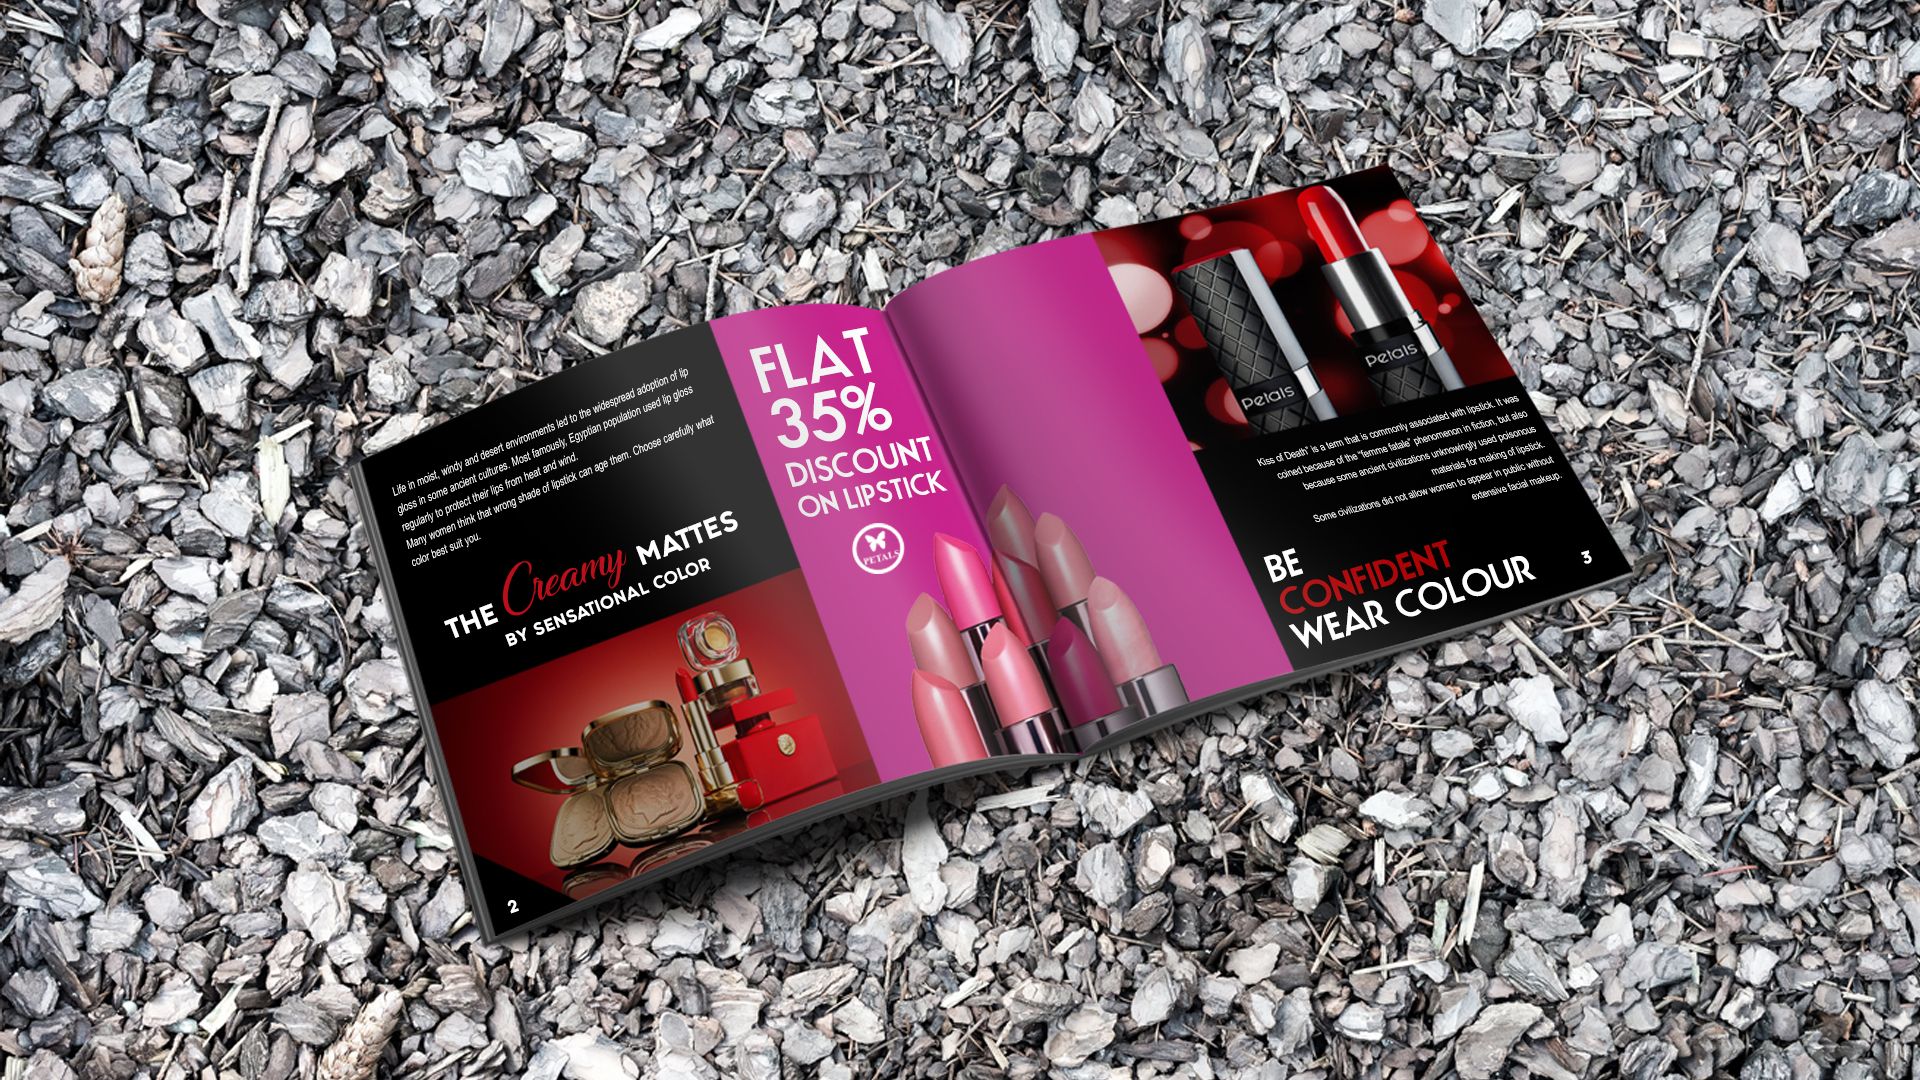 Life in moist, windy and desert environments led to the widespread adoption of lip
gloss in some ancient cultures. Most famously, Egyptian population used lip gloss
regularly to protect their lips from heat and wind.
Many women think that wrong shade of lipstick can age them. Choose carefully what
color best suit you.
THE Creamy MATTES
BY SENSATIONAL COLOR
2
FLAT
35%
DISCOUNT
ON LIPSTICK
PETALS
Petals
Petals
Kiss of Death" is a term that is commonly associated with lipstick. It was
coined because of the "femme fatale" phenomenon in fiction, but also
because some ancient civilizations unknowingly used poisonous
materials for making of lipstick.
Some civilizations did not allow women to appear in public without
extensive facial makeup.
BE
CONFIDENT
WEAR COLOUR
3